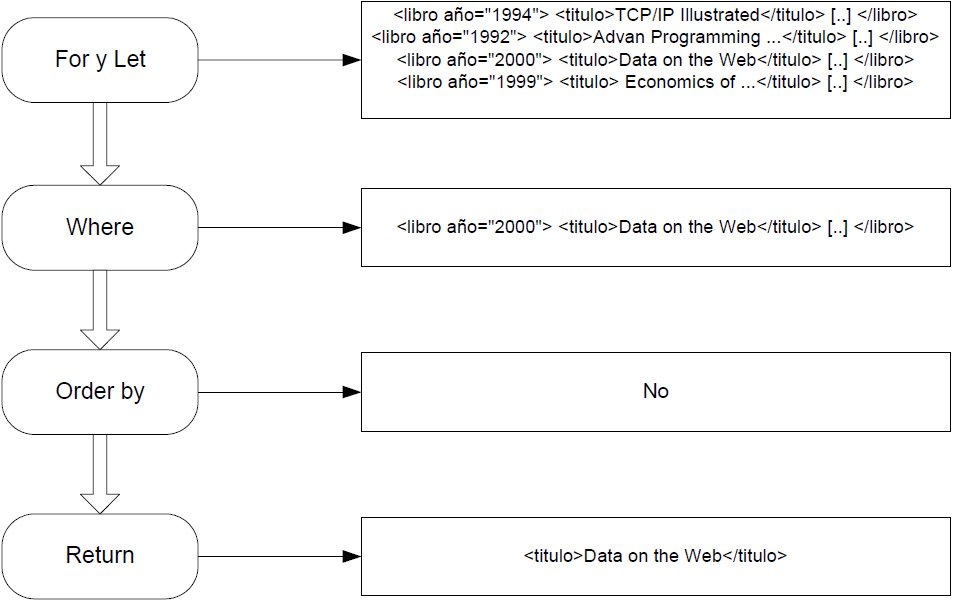 For y Let
<libro año="1994"> <titulo>TCP/IP Illustrated</titulo> [..] </libro>
<libro año="1992"> <titulo>Advan Programming ...</titulo> [..] </libro>
<libro año="2000"> <titulo>Data on the Web</titulo> [..] </libro>
<libro año="1999"> <titulo> Economics of ...</titulo> [..] </libro>
Where
<libro año="2000"> <titulo>Data on the Web</titulo> [..] </libro>
Order by
No
Return
<titulo>Data on the Web</titulo>